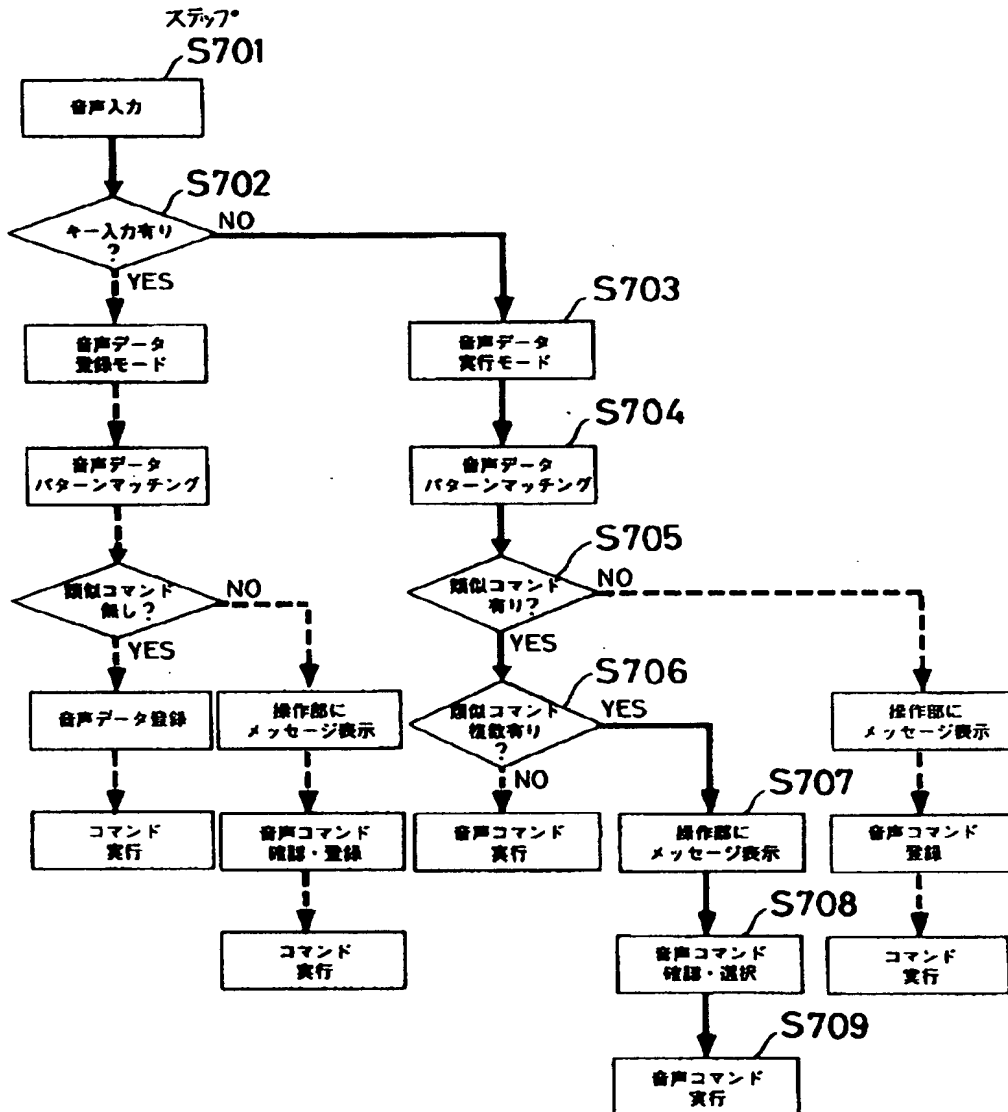 ステップ
S701
音声入力
S702
キー入力有り
?
NO
YES
S703
音声データ
登録モード
音声データ
実行モード
S704
音声データ
パターンマッチング
音声データ
パターンマッチング
S705
類似コマンド
無し?
NO
YES
類似コマンド
有り?
NO
YES
S706
音声データ登録
操作部に
メッセージ表示
類似コマンド
複数有り
?
YES
NO
操作部に
メッセージ表示
S707
コマンド
実行
音声コマンド
確認・登録
音声コマンド
実行
操作部に
メッセージ表示
音声コマンド
登録
S708
コマンド
実行
音声コマンド
確認・選択
コマンド
実行
S709
音声コマンド
実行